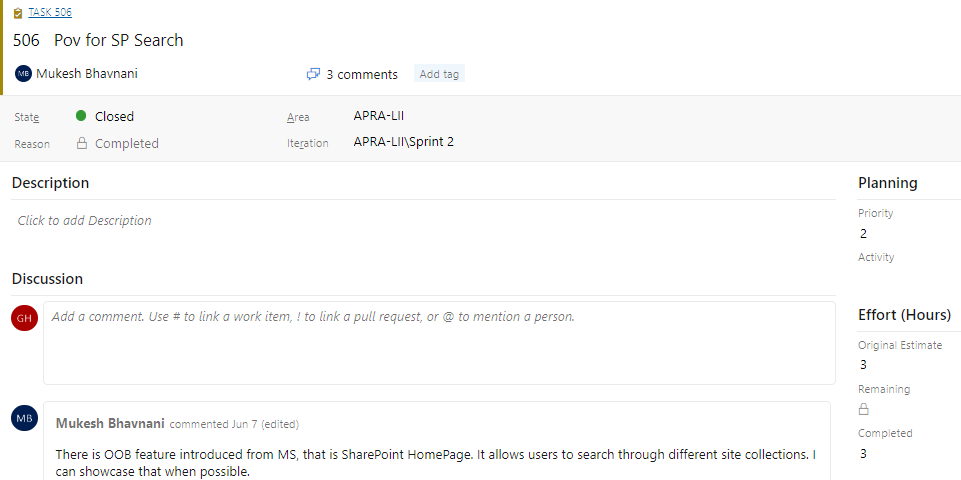 TASK 506
506 Pov for SP Search
MB Mukesh Bhavnani
3 comments Add tag
State Closed
Area APRA-LII
Reason Completed
Iteration APRA-LII\Sprint 2
Description
Click to add Description
Planning
Priority
2
Activity
Discussion
GH
Add a comment. Use # to link a work item, ! to link a pull request, or @ to mention a person.
Effort (Hours)
Original Estimate
3
Remaining
Completed
3
MB
Mukesh Bhavnani commented Jun 7 (edited)
There is OOB feature introduced from MS, that is SharePoint HomePage. It allows users to search through different site collections. I
can showcase that when possible.